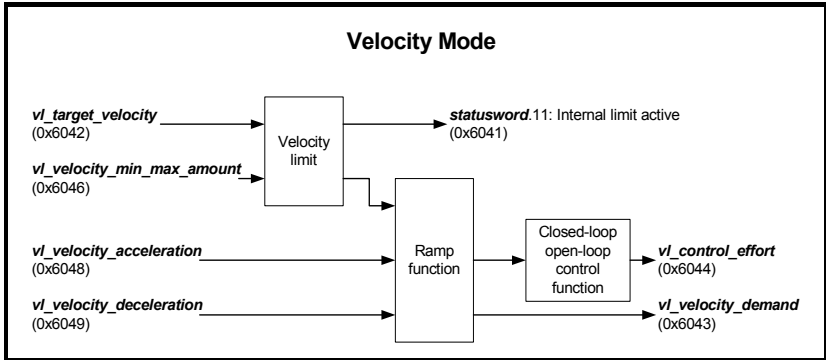 Velocity Mode
vl_target_velocity
(0x6042)
Velocity
limit
statusword.11: Internal limit active
(0x6041)
vl_velocity_min_max_amount
(0x6046)
vl_velocity_acceleration
(0x6048)
Ramp
function
Closed-loop
open-loop
control
function
vl_control_effort
(0x6044)
vl_velocity_deceleration
(0x6049)
vl_velocity_demand
(0x6043)